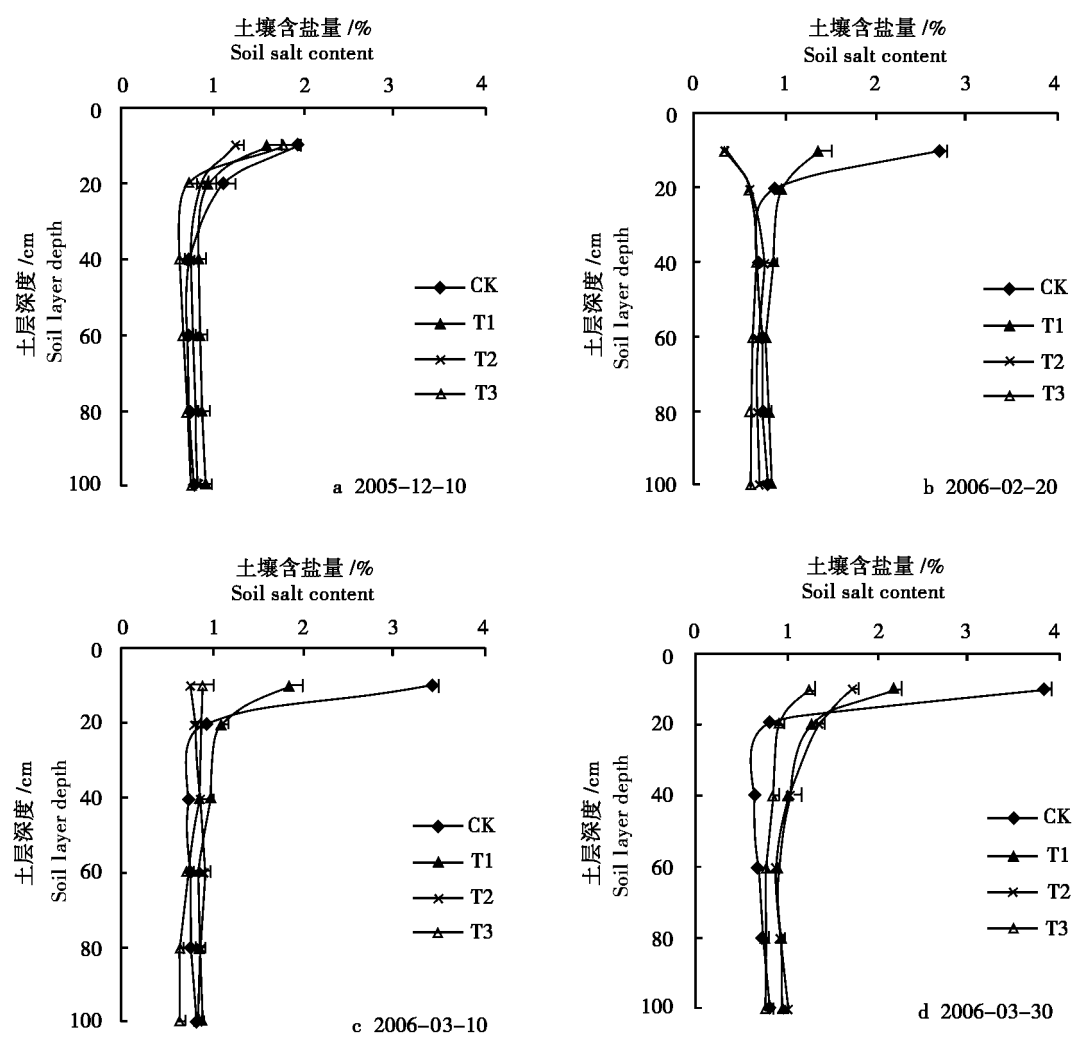 土壤含盐量 /%
Soil salt content
0 1 2 3 4
0
20
40
60
80
100
土层深度 /cm
Soil layer depth
CK
T1
T2
T3
a 2005-12-10
土壤含盐量 /%
Soil salt content
0 1 2 3 4
0
20
40
60
80
100
土层深度 /cm
Soil layer depth
CK
T1
T2
T3
b 2006-02-20
土壤含盐量 /%
Soil salt content
0 1 2 3 4
0
20
40
60
80
100
土层深度 /cm
Soil layer depth
CK
T1
T2
T3
c 2006-03-10
土壤含盐量 /%
Soil salt content
0 1 2 3 4
0
20
40
60
80
100
土层深度 /cm
Soil layer depth
CK
T1
T2
T3
d 2006-03-30